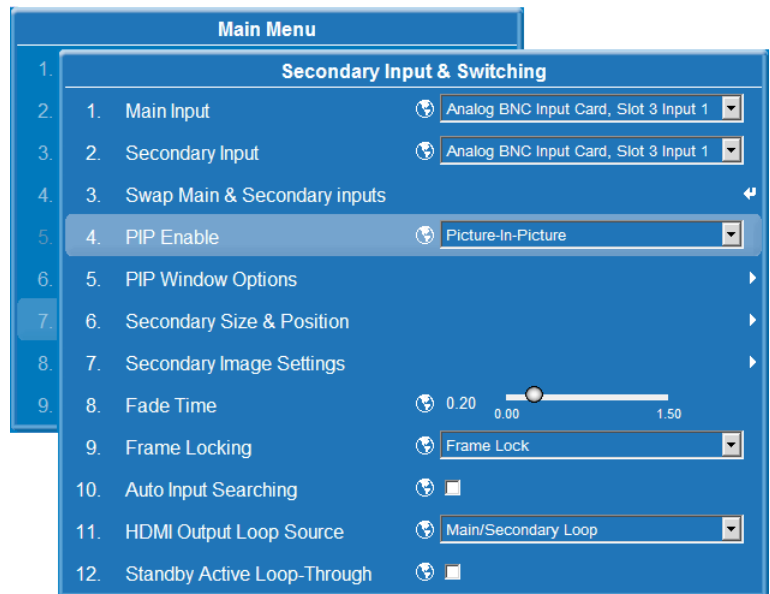 Main Menu
1.
2.
3.
4.
5.
6.
7.
8.
9.
Secondary Input & Switching
1. Main Input Analog BNC Input Card, Slot 3 Input 1
2. Secondary Input Analog BNC Input Card, Slot 3 Input 1
3. Swap Main & Secondary inputs
4. PIP Enable Picture-In-Picture
5. PIP Window Options
6. Secondary Size & Position
7. Secondary Image Settings
8. Fade Time 0.20 0.00 1.50
9. Frame Locking Frame Lock
10. Auto Input Searching
11. HDMI Output Loop Source Main/Secondary Loop
12. Standby Active Loop-Through